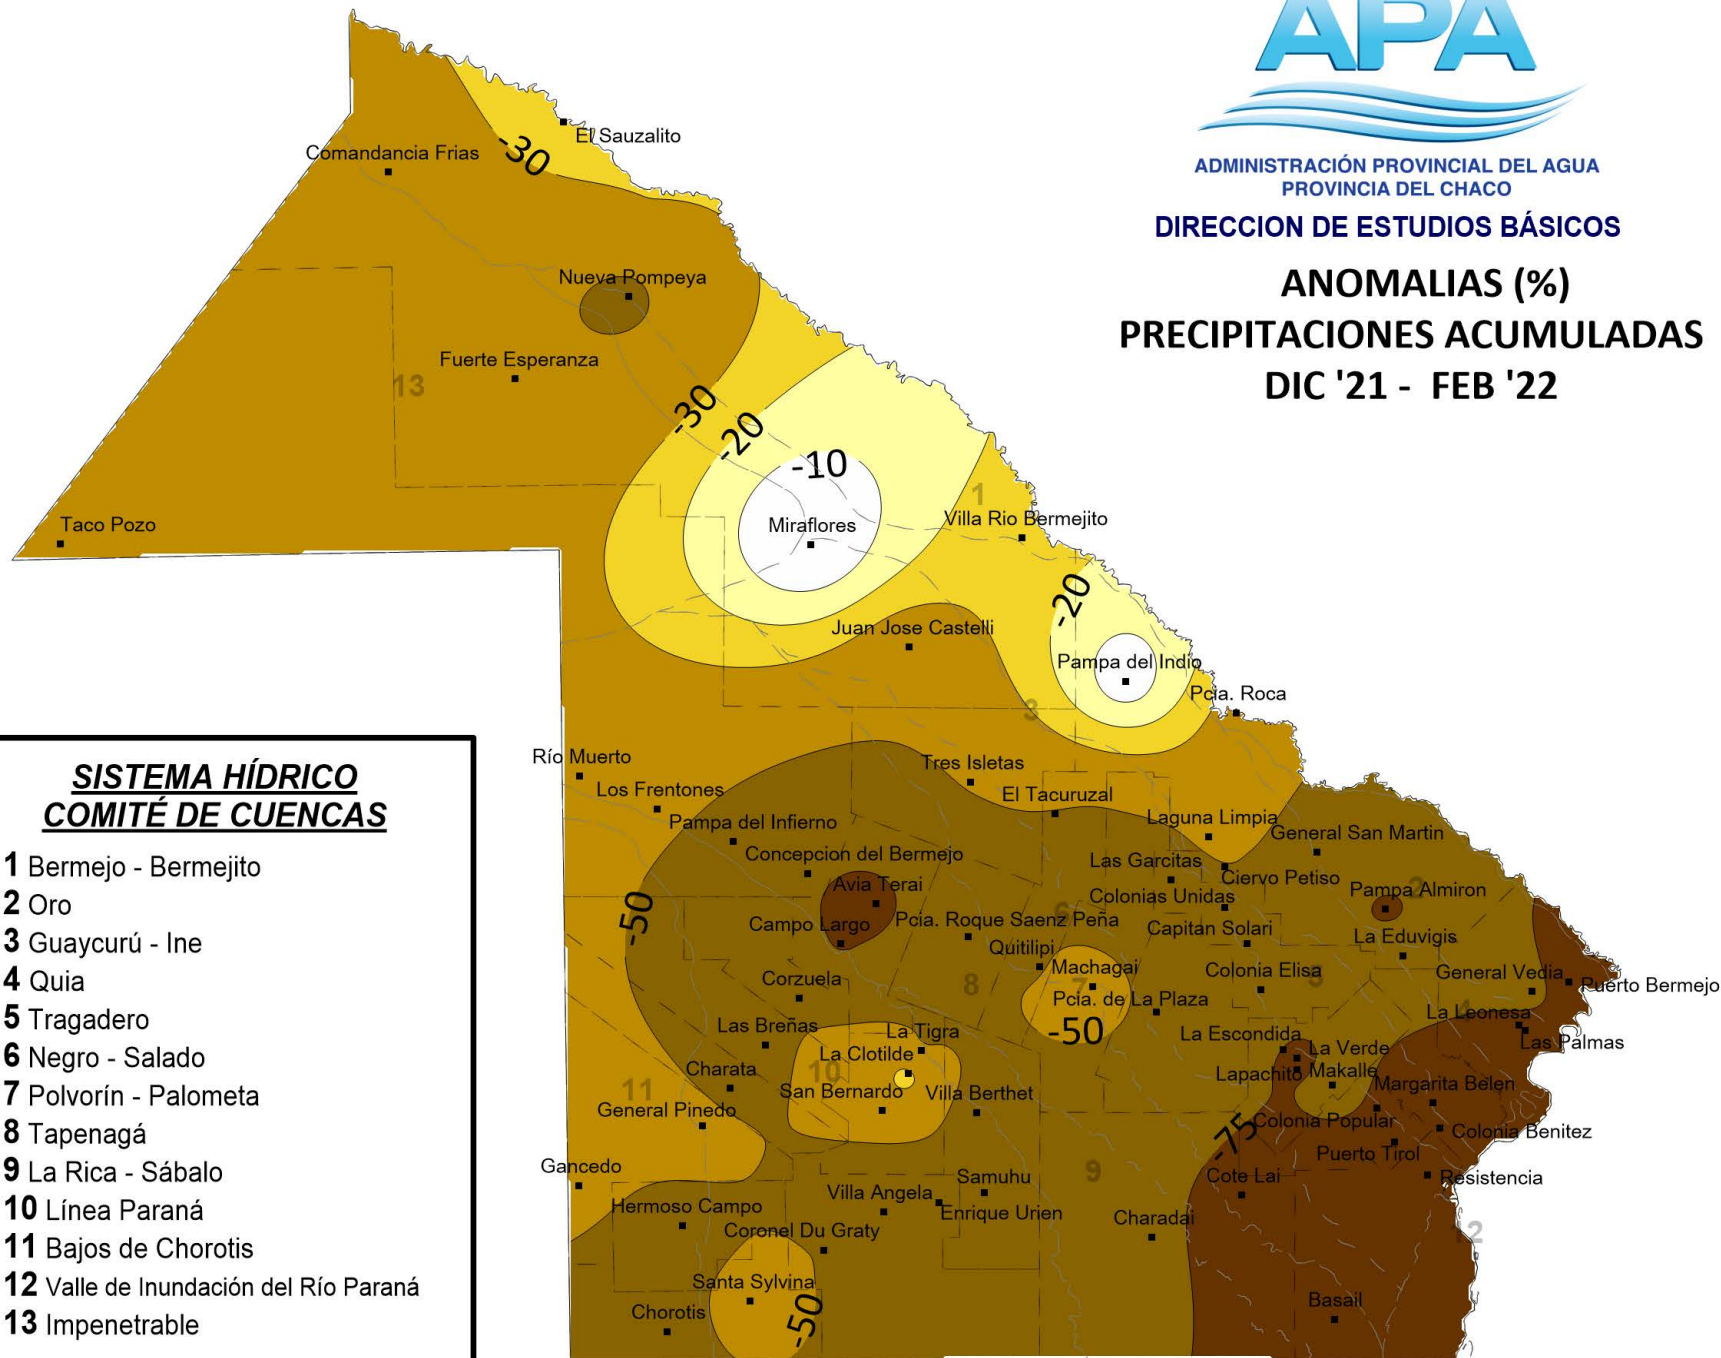 APA
ADMINISTRACIÓN PROVINCIAL DEL AGUA
PROVINCIA DEL CHACO
DIRECCION DE ESTUDIOS BÁSICOS
ANOMALIAS (%)
PRECIPITACIONES ACUMULADAS
DIC '21 - FEB '22
El Sauzalito
-30
Comandancia Frias
Nueva Pompeya
Fuerte Esperanza
13
-30
-20
-10
1
Taco Pozo
Miraflores
Villa Rio Bermejito
-20
Juan Jose Castelli
Pampa del Indio
Pcia. Roca
3
Río Muerto
Tres Isletas
Los Frentones
El Tacuruzal
Pampa del Infierno
Laguna Limpia
General San Martin
Concepcion del Bermejo
Las Garcitas
Ciervo Petiso
Avia Terai
Colonias Unidas
Pampa Almiron
2
-50
Campo Largo
Pcia. Roque Saenz Peña
6
Capitan Solari
La Eduvigis
Quitilipi
Machagai
Colonia Elisa
5
General Vedia
Puerto Bermejo
Corzuela
8
7
Pcia. de La Plaza
4
La Leonesa
Las Breñas
La Tigra
-50
La Escondida
Las Palmas
La Clotilde
La Verde
Charata
10
Lapachito
Makalle
Margarita Belen
11
San Bernardo
Villa Berthet
General Pinedo
-75
Colonia Popular
Colonia Benitez
Puerto Tirol
Gancedo
9
Cote Lai
Resistencia
Samuhu
Villa Angela
Hermoso Campo
Enrique Urien
Charadai
12
Coronel Du Graty
Santa Sylvina
-50
Chorotis
Basail
SISTEMA HÍDRICO
COMITÉ DE CUENCAS
1 Bermejo - Bermejito
2 Oro
3 Guaycurú - Ine
4 Quia
5 Tragadero
6 Negro - Salado
7 Polvorín - Palometa
8 Tapenagá
9 La Rica - Sábalo
10 Línea Paraná
11 Bajos de Chorotis
12 Valle de Inundación del Río Paraná
13 Impenetrable